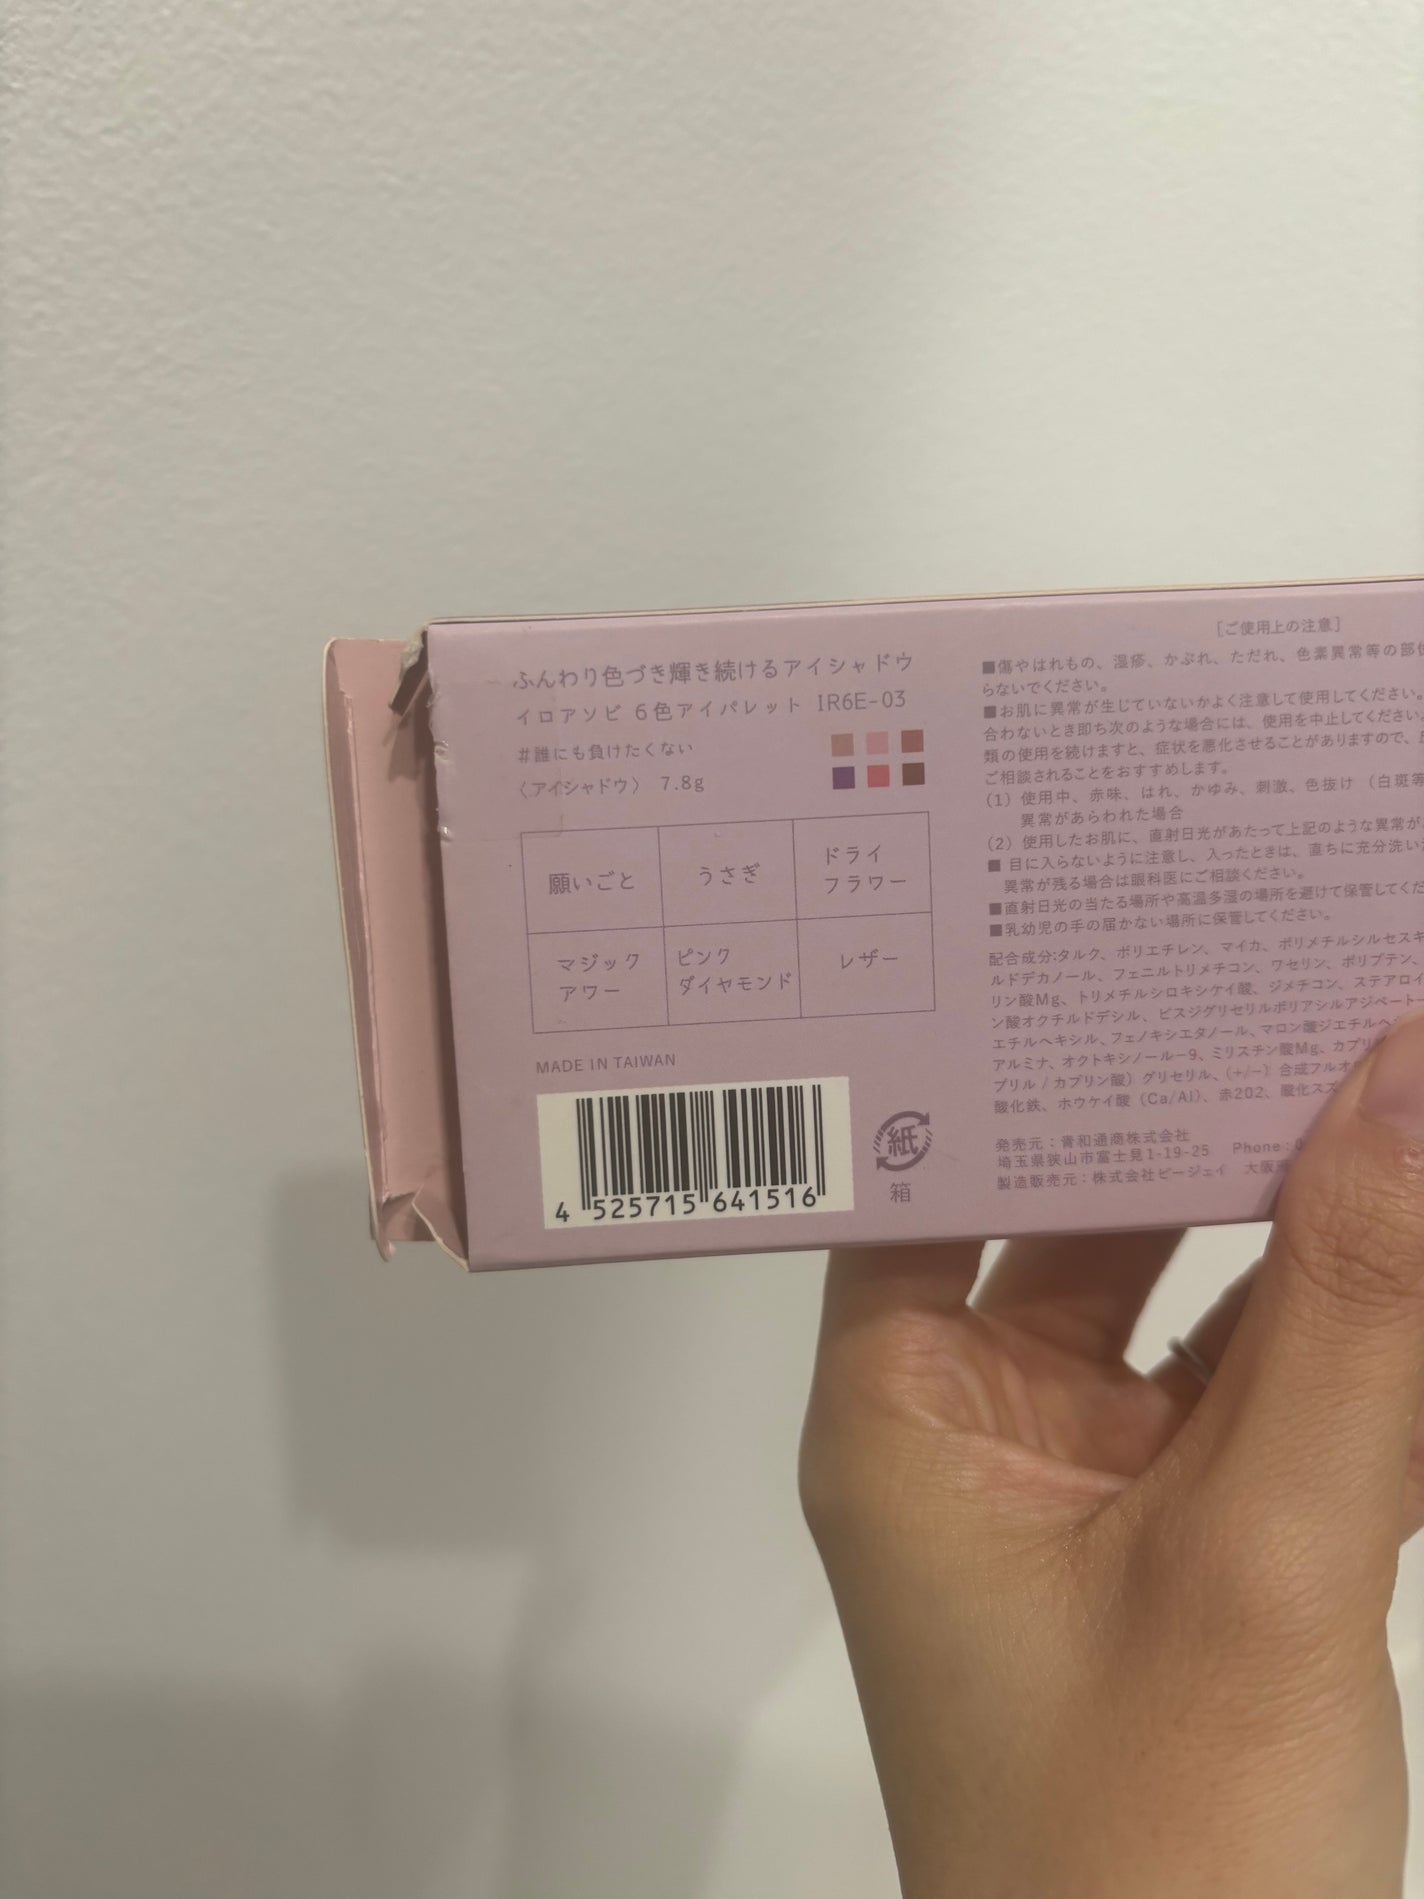 ふんわり色づき輝き続けるアイシャドウ
イロアソビ 6色アイパレット IR6E-03
#誰にも負けたくない
〈アイシャドウ〉 7.8g
願いごと
うさぎ
ドライ
フラワー
マジック
アワー
ピンク
ダイヤモンド
レザー
MADE IN TAIWAN
4 525715 641516
紙
箱
［ご使用上の注意］
■傷やはれもの、湿疹、かぶれ、ただれ、色素異常等の部
らないでください。
■お肌に異常が生じていないかよく注意して使用してください。
合わないとき即ち次のような場合には、使用を中止してください。
類の使用を続けますと、症状を悪化させることがありますので、
ご相談されることをおすすめします。
(1) 使用中、赤味、はれ、かゆみ、刺激、色抜け（白斑等
異常があらわれた場合
(2) 使用したお肌に、直射日光があたって上記のような異常が
■ 目に入らないように注意し、入ったときは、直ちに充分洗い
異常が残る場合は眼科医にご相談ください。
■直射日光の当たる場所や高温多湿の場所を避けて保管してくだ
■乳幼児の手の届かない場所に保管してください。
配合成分:タルク、ポリエチレン、マイカ、ポリメチルシルセスキ
ルドデカノール、フェニルトリメチコン、ワセリン、ポリブテン、
リン酸Mg、トリメチルシロキシケイ酸、ジメチコン、ステアロイ
ン酸オクチルドデシル、ビスジグリセリルポリアシルアジペート
エチルヘキシル、フェノキシエタノール、マロン酸ジエチルヘ
アルミナ、オクトキシノール−9、ミリスチン酸Mg、カプリ
プリル / カプリン酸）グリセリル、(+/−) 合成フルオ
酸化鉄、ホウケイ酸（Ca/Al）、赤202、酸化スズ
発売元：青和通商株式会社
埼玉県狭山市富士見1-19-25 Phone : 0
製造販売元：株式会社ピージェイ 大阪